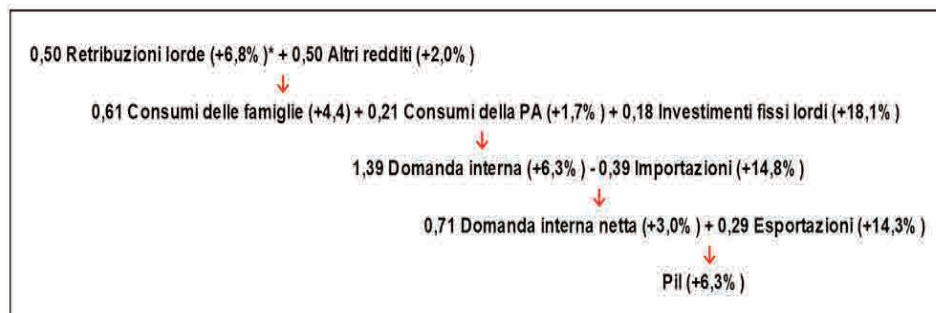 0,50 Retribuzioni lorde (+6,8% )* + 0,50 Altri redditi (+2,0% )
0,61 Consumi delle famiglie (+4,4) + 0,21 Consumi della PA (+1,7% ) + 0,18 Investimenti fissi lordi (+18,1% )
1,39 Domanda interna (+6,3% ) - 0,39 Importazioni (+14,8% )
0,71 Domanda interna netta (+3,0% ) + 0,29 Esportazioni (+14,3% )
Pil (+6,3% )